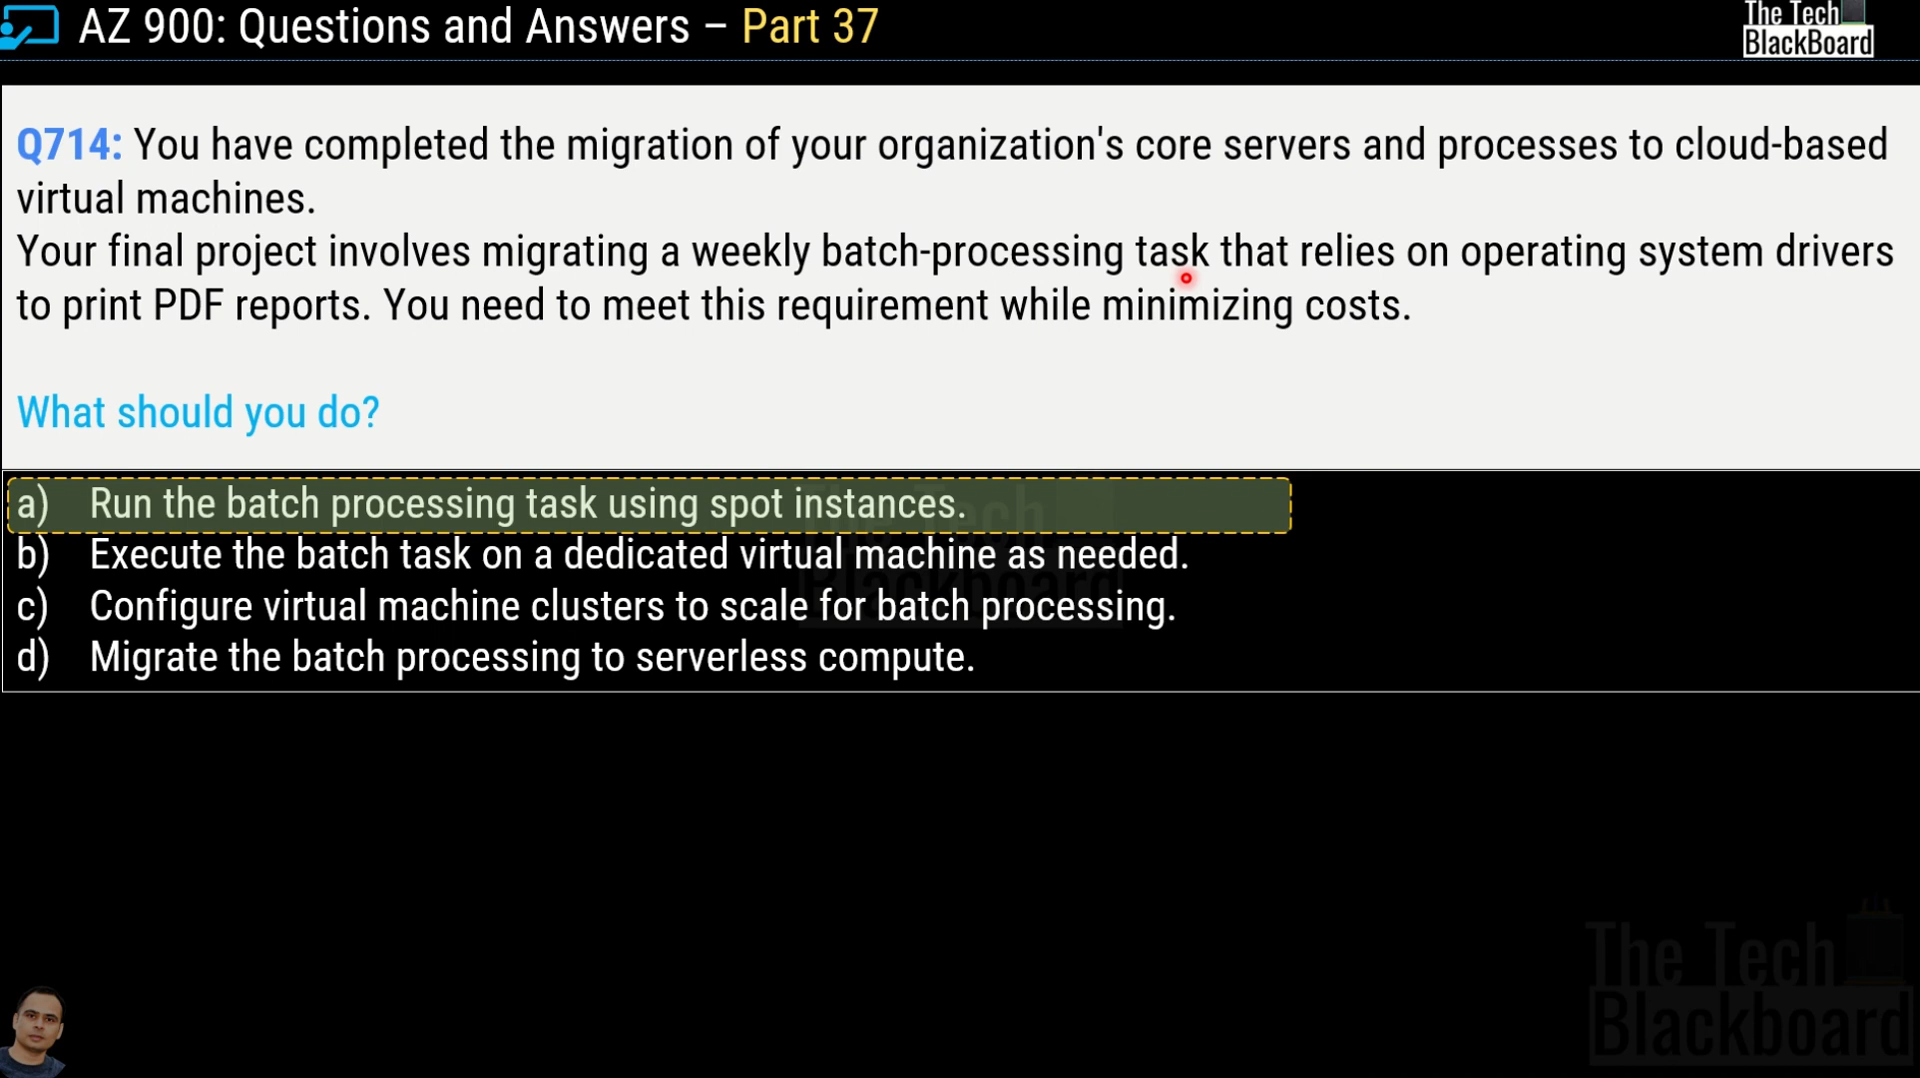 AZ 900: Questions and Answers – Part 37
The Tech
BlackBoard
Q714: You have completed the migration of your organization's core servers and processes to cloud-based
virtual machines.
Your final project involves migrating a weekly batch-processing task that relies on operating system drivers
to print PDF reports. You need to meet this requirement while minimizing costs.
What should you do?
a) Run the batch processing task using spot instances.
b) Execute the batch task on a dedicated virtual machine as needed.
c) Configure virtual machine clusters to scale for batch processing.
d) Migrate the batch processing to serverless compute.
The Tech
Blackboard
The Tech
Blackboard